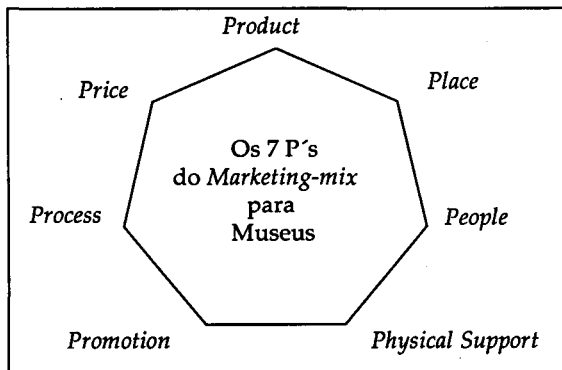 Product
Price
Place
Os 7 P´s
do Marketing-mix
para
Museus
Process
People
Promotion
Physical Support